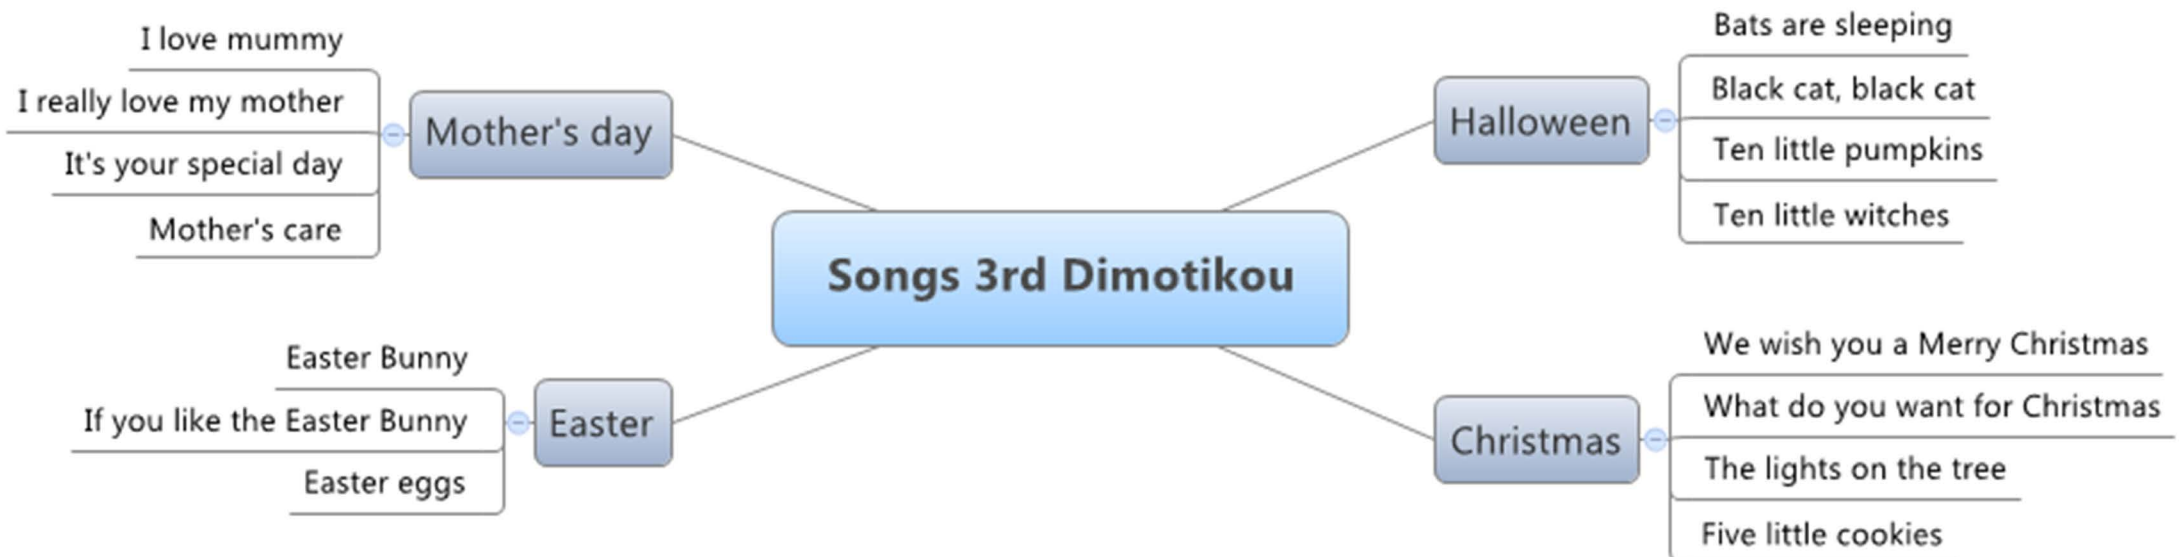 Songs 3rd Dimotikou
Mother's day
I love mummy
I really love my mother
It's your special day
Mother's care
Easter
Easter Bunny
If you like the Easter Bunny
Easter eggs
Halloween
Bats are sleeping
Black cat, black cat
Ten little pumpkins
Ten little witches
Christmas
We wish you a Merry Christmas
What do you want for Christmas
The lights on the tree
Five little cookies